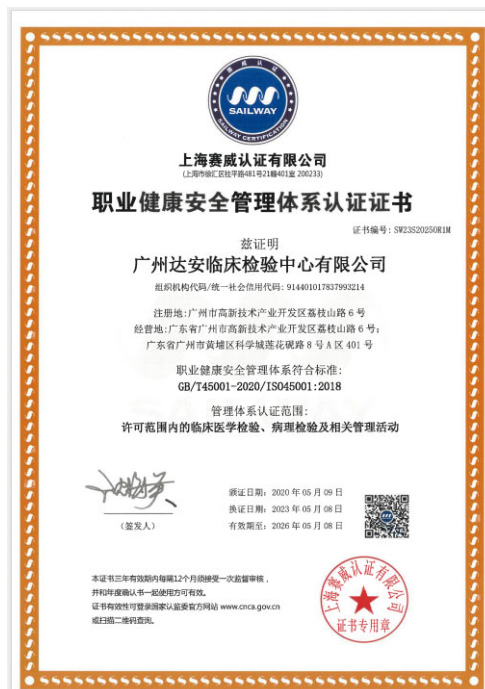 赛威认证
SAILWAY
SAILWAY CERTIFICATION
上海赛威认证有限公司
(上海市徐汇区桂平路481号21幢401室 200233)
职业健康安全管理体系认证证书
证书编号: SW23S20250R1M
兹证明
广州达安临床检验中心有限公司
组织机构代码/统一社会信用代码: 914401017837993214
注册地:广州市高新技术产业开发区荔枝山路6号
经营地:广东省广州市高新技术产业开发区荔枝山路6号;
广东省广州市黄埔区科学城莲花砚路8号A区401号
职业健康安全管理体系符合标准:
GB/T45001-2020/ISO45001:2018
管理体系认证范围:
许可范围内的临床医学检验、病理检验及相关管理活动
颁证日期: 2020年05月09日
换证日期: 2023年05月08日
有效期至: 2026年05月08日
(签发人)
本证书三年有效期内每隔12个月须接受一次监督审核,
并和年度确认书一起使用方可有效。
证书有效性可登录国家认监委官方网站 www.cnca.gov.cn
或扫描二维码查询。
上海赛威认证有限公司
证书专用章